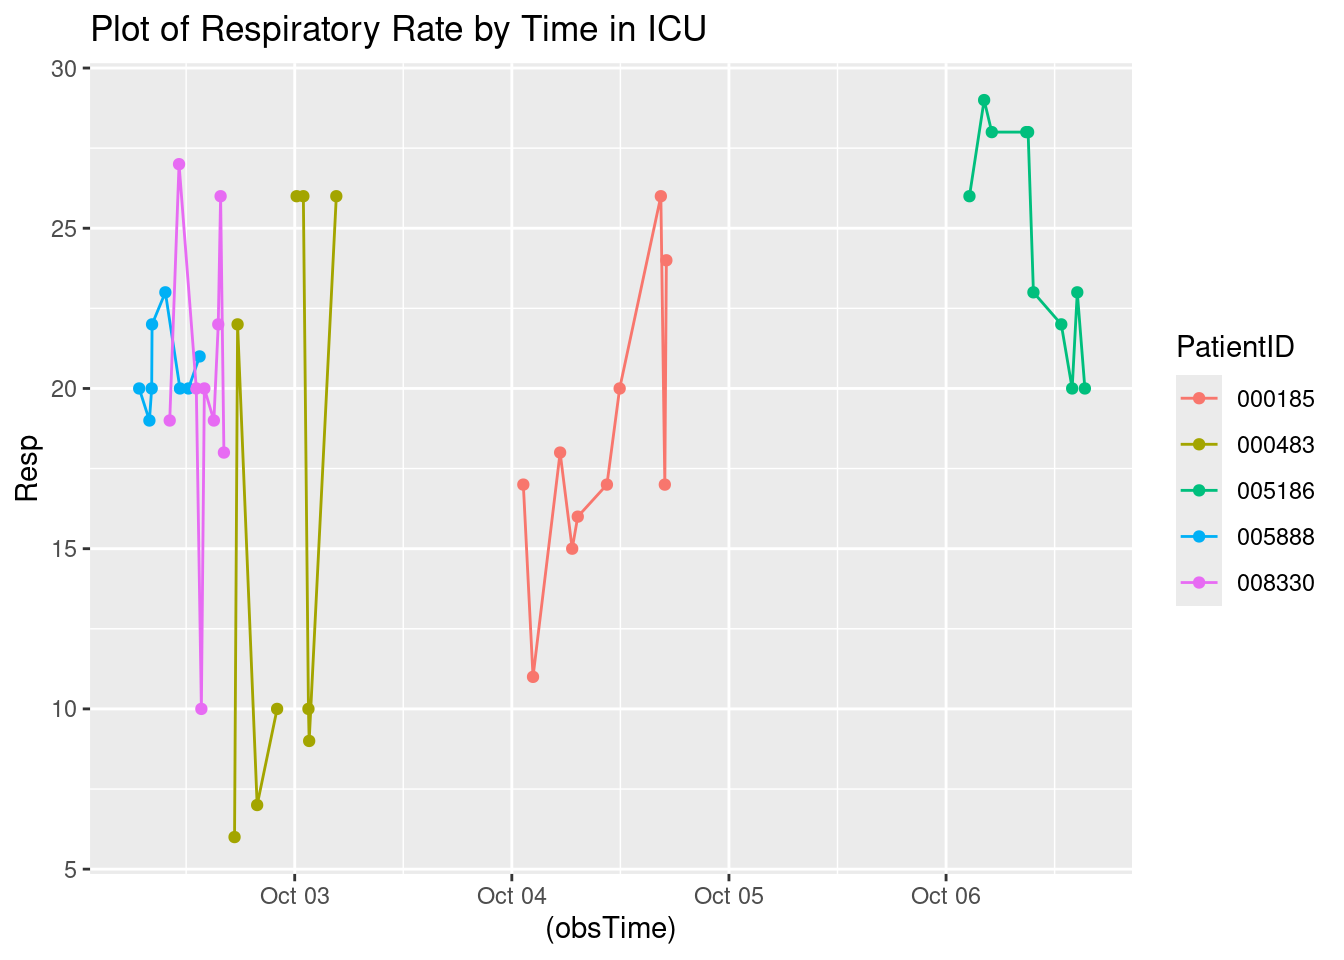 Plot of Respiratory Rate by Time in ICU
30
25
20
15
10
5
Resp
Oct 03
Oct 04
Oct 05
Oct 06
(obsTime)
PatientID
000185
000483
005186
005888
008330